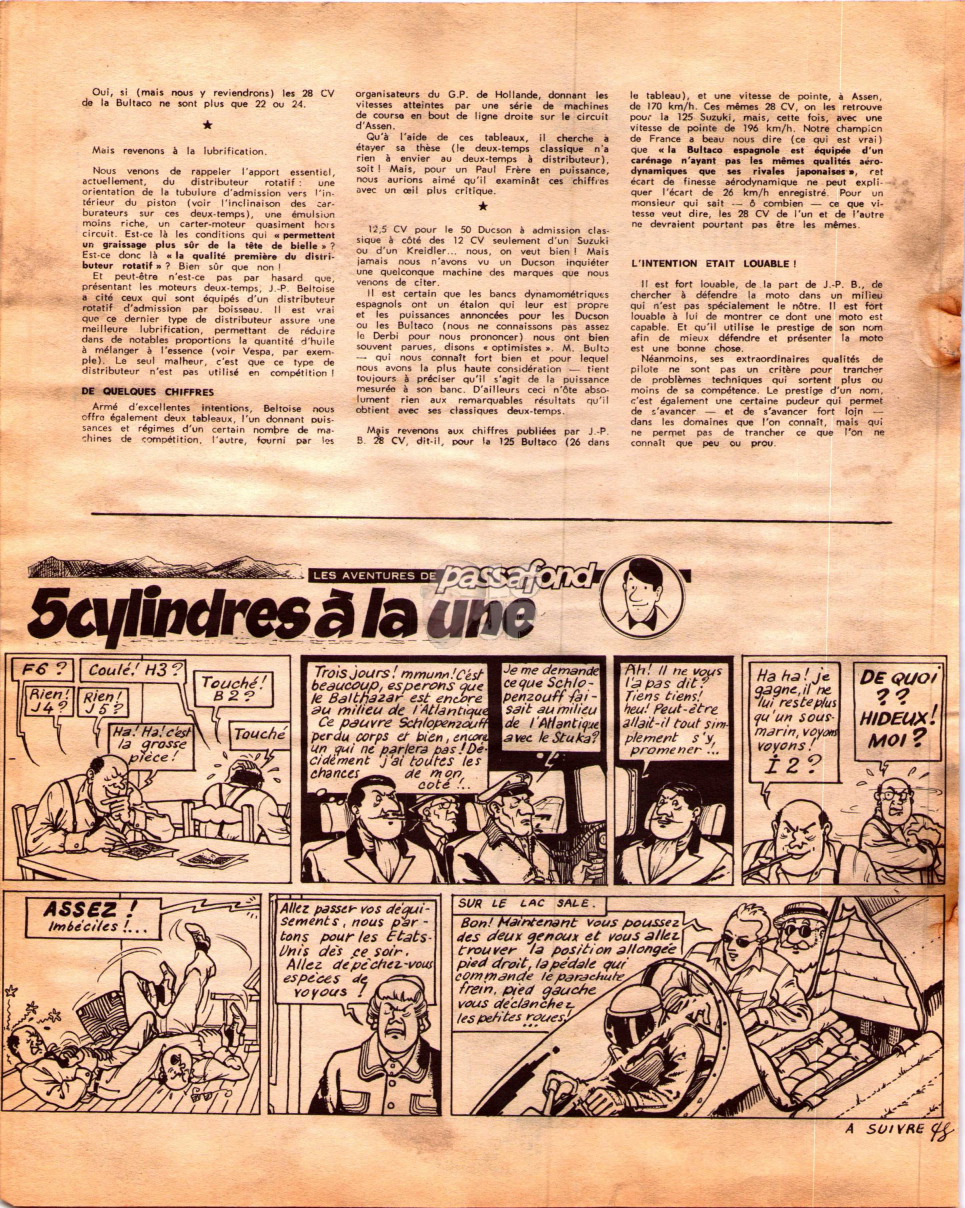 Oui, si (mais nous y reviendrons) les 28 CV
de la Bultaco ne sont plus que 22 ou 24.
★
Mais revenons à la lubrification.
Nous venons de rappeler l'apport essentiel,
actuellement, du distributeur rotatif : une
orientation de la tubulure d'admission vers l'in-
térieur du piston (voir l'inclinaison des car-
burateurs sur ces deux-temps), une émulsion
moins riche, un carter-moteur quasiment hors
circuit. Est-ce là les conditions qui « permettent
un graissage plus sûr de la tête de bielle » ?
Est-ce donc là « la qualité première du distri-
buteur rotatif » ? Bien sûr que non !
Et peut-être n'est-ce pas par hasard que,
présentant les moteurs deux-temps, J.-P. Beltoise
a cité ceux qui sont équipés d'un distributeur
rotatif d'admission par boisseau. Il est vrai
que ce dernier type de distributeur assure une
meilleure lubrification, permettant de réduire
dans de notables proportions la quantité d'huile
à mélanger à l'essence (voir Vespa, par exem-
ple). Le seul malheur, c'est que ce type de
distributeur n'est pas utilisé en compétition !
DE QUELQUES CHIFFRES
Armé d'excellentes intentions, Beltoise nous
offre également deux tableaux, l'un donnant puis-
sances et régimes d'un certain nombre de ma-
chines de compétition, l'autre, fourni par les
organisateurs du G.P. de Hollande, donnant les
vitesses atteintes par une série de machines
de course en bout de ligne droite sur le circuit
d'Assen.
Qu'à l'aide de ces tableaux, il cherche à
étayer sa thèse (le deux-temps classique n'a
rien à envier au deux-temps à distributeur),
soit ! Mais, pour un Paul Frère en puissance,
nous aurions aimé qu'il examinât ces chiffres
avec un œil plus critique.
★
12,5 CV pour le 50 Ducson à admission clas-
sique à côté des 12 CV seulement d'un Suzuki
ou d'un Kreidler... nous, on veut bien ! Mais
jamais nous n'avons vu un Ducson inquiéter
une quelconque machine des marques que nous
venons de citer.
Il est certain que les bancs dynamométriques
espagnols ont un étalon qui leur est propre
et les puissances annoncées pour les Ducson
ou les Bultaco (nous ne connaissons pas assez
le Derbi pour nous prononcer) nous ont bien
souvent parues, disons « optimistes ». M. Bulto
— qui nous connaît fort bien et pour lequel
nous avons la plus haute considération — tient
toujours à préciser qu'il s'agit de la puissance
mesurée à son banc. D'ailleurs ceci n'ôte abso-
lument rien aux remarquables résultats qu'il
obtient avec ses classiques deux-temps.
Mais revenons aux chiffres publiées par J.-P.
B. 28 CV, dit-il, pour la 125 Bultaco (26 dans
le tableau), et une vitesse de pointe, à Assen,
de 170 km/h. Ces mêmes 28 CV, on les retrouve
pour la 125 Suzuki, mais, cette fois, avec une
vitesse de pointe de 196 km/h. Notre champion
de France a beau nous dire (ce qui est vrai)
que « la Bultaco espagnole est équipée d'un
carénage n'ayant pas les mêmes qualités aéro-
dynamiques que ses rivales japonaises », cet
écart de finesse aérodynamique ne peut expli-
quer l'écart de 26 km/h enregistré. Pour un
monsieur qui sait — ô combien — ce que vi-
tesse veut dire, les 28 CV de l'un et de l'autre
ne devraient pourtant pas être les mêmes.
L'INTENTION ETAIT LOUABLE !
Il est fort louable, de la part de J.-P. B., de
chercher à défendre la moto dans un milieu
qui n'est pas spécialement le nôtre. Il est fort
louable à lui de montrer ce dont une moto est
capable. Et qu'il utilise le prestige de son nom
afin de mieux défendre et présenter la moto
est une bonne chose.
Néanmoins, ses extraordinaires qualités de
pilote ne sont pas un critère pour trancher
de problèmes techniques qui sortent plus ou
moins de sa compétence. Le prestige d'un nom,
c'est également une certaine pudeur qui permet
de s'avancer — et de s'avancer fort loin —
dans les domaines que l'on connaît, mais qui
ne permet pas de trancher ce que l'on ne
connaît que peu ou prou.
LES AVENTURES DE passafond
5 cylindres à la une
F6 ?
Coulé! H3 ?
Rien!
J4 ?
Rien!
J5 ?
Touché!
B2 ?
Ha! Ha! c'est
la grosse
pièce!
Touché
Trois jours! mmunn! C'est
beaucoup, esperons que
le Balthazar est encore
au milieu de l'Atlantique
Ce pauvre Schlopenzouff
perdu corps et bien, encore
un qui ne parlera pas! Dé-
cidément j'ai toutes les
chances de mon
coté !..
Je me demande
ce que Schlo-
penzouff fai-
sait au milieu
de l'Atlantique
avec le Stuka?
Ah! Il ne vous
l'a pas dit?
Tiens tiens!
heu! Peut-être
allait-il tout sim-
plement s'y
promener ...
Ha ha! je
gagne, il ne
lui reste plus
qu'un sous-
marin, voyons
voyons!
I 2 ?
DE QUOI
??
HIDEUX!
MOI ?
ASSEZ !
Imbéciles !...
Allez passer vos dégui-
sements, nous par-
tons pour les Etats-
Unis dès ce soir.
Allez dépêchez-vous
espèces de
voyous !
SUR LE LAC SALE.
Bon! Maintenant vous poussez
des deux genoux et vous allez
trouver la position allongée
pied droit, la pédale qui
commande le parachute
frein, pied gauche
vous déclanchez
les petites roues!
...
A SUIVRE